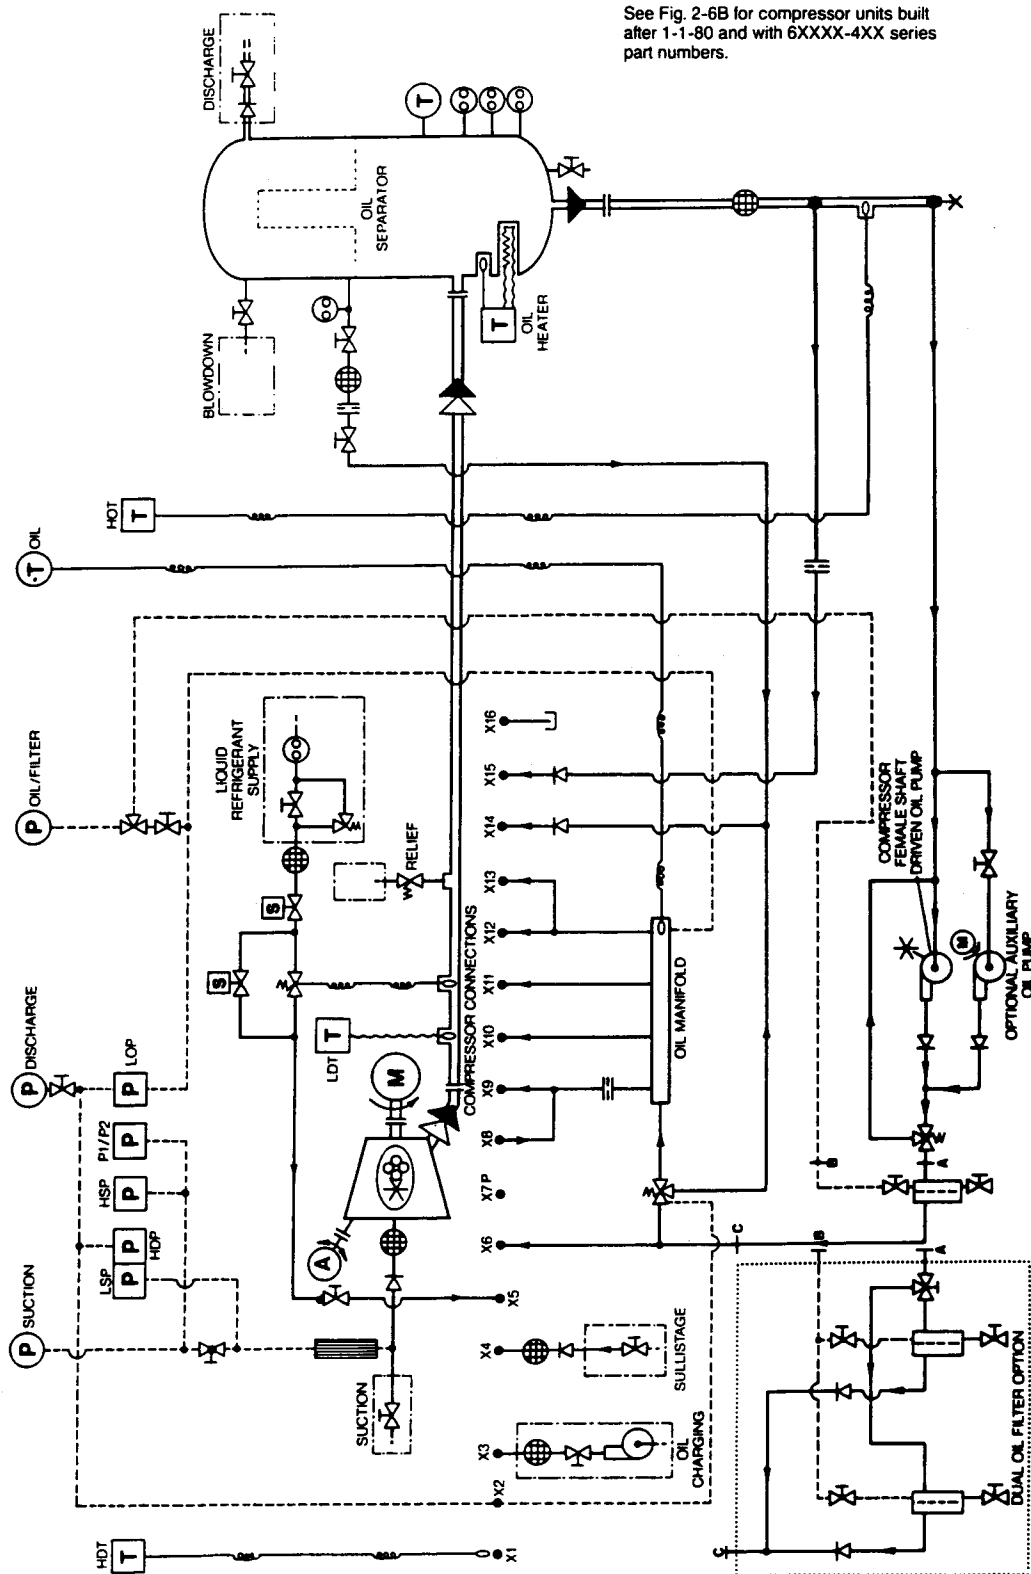 See Fig. 2-6B for compressor units built
after 1-1-80 and with 6XXXX-4XX series
part numbers.
DISCHARGE
T
OIL
SEPARATOR
BLOWDOWN
T
OIL
HEATER
HOT
T
T
OIL
P
OIL/FILTER
LIQUID
REFRIGERANT
SUPPLY
S
S
RELIEF
P
DISCHARGE
LOP
P
P1/P2
P
HSP
P
HDP
P
LSP
P
P
SUCTION
LDT
T
M
A
COMPRESSOR CONNECTIONS
X16
X15
X14
X13
X12
X11
X10
X9
X8
X7 P
X6
X5
X4
X3
X2
X1
OIL MANIFOLD
COMPRESSOR
FEMALE SHAFT
DRIVEN OIL PUMP
M
OPTIONAL AUXILIARY
OIL PUMP
B
A
C
B
A
SUCTION
SULLISTAGE
OIL
CHARGING
HDT
T
C
DUAL OIL FILTER OPTION